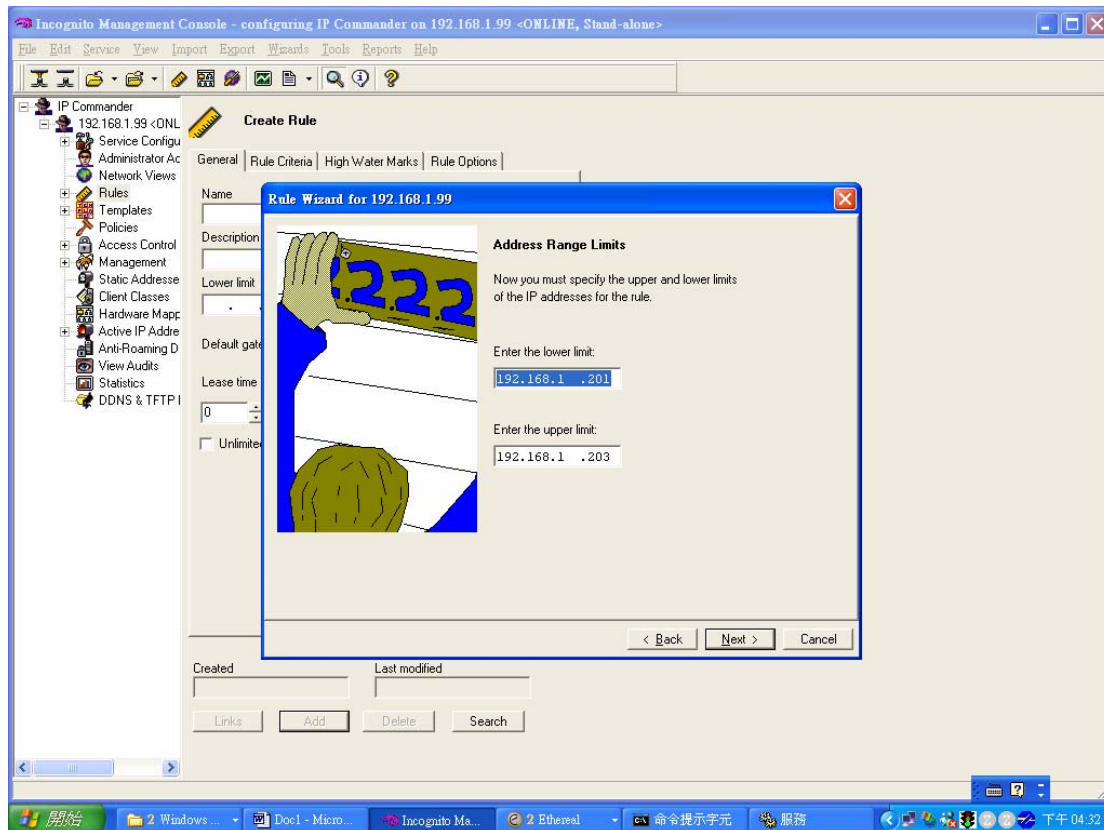 Incognito Management Console - configuring IP Commander on 192.168.1.99 <ONLINE, Stand-alone>
File Edit Service View Import Export Wizards Tools Reports Help
IP Commander
192.168.1.99 <ONL
Service Configu
Administrator Ac
Network Views
Rules
Templates
Policies
Access Control
Management
Static Addresse
Client Classes
Hardware Mapp
Active IP Addre
Anti-Roaming D
View Audits
Statistics
DDNS & TFTP I
Create Rule
General Rule Criteria High Water Marks Rule Options
Name
Description
Lower limit
. .
Default gate
Lease time
0
Unlimite
Rule Wizard for 192.168.1.99
.2.2.2
Address Range Limits
Now you must specify the upper and lower limits
of the IP addresses for the rule.
Enter the lower limit:
192.168.1 .201
Enter the upper limit:
192.168.1 .203
< Back Next > Cancel
Created Last modified
Links Add Delete Search
開始 2 Windows ... Doc1 - Micro... Incognito Ma... 2 Ethereal 命令提示字元 服務 下午 04:32